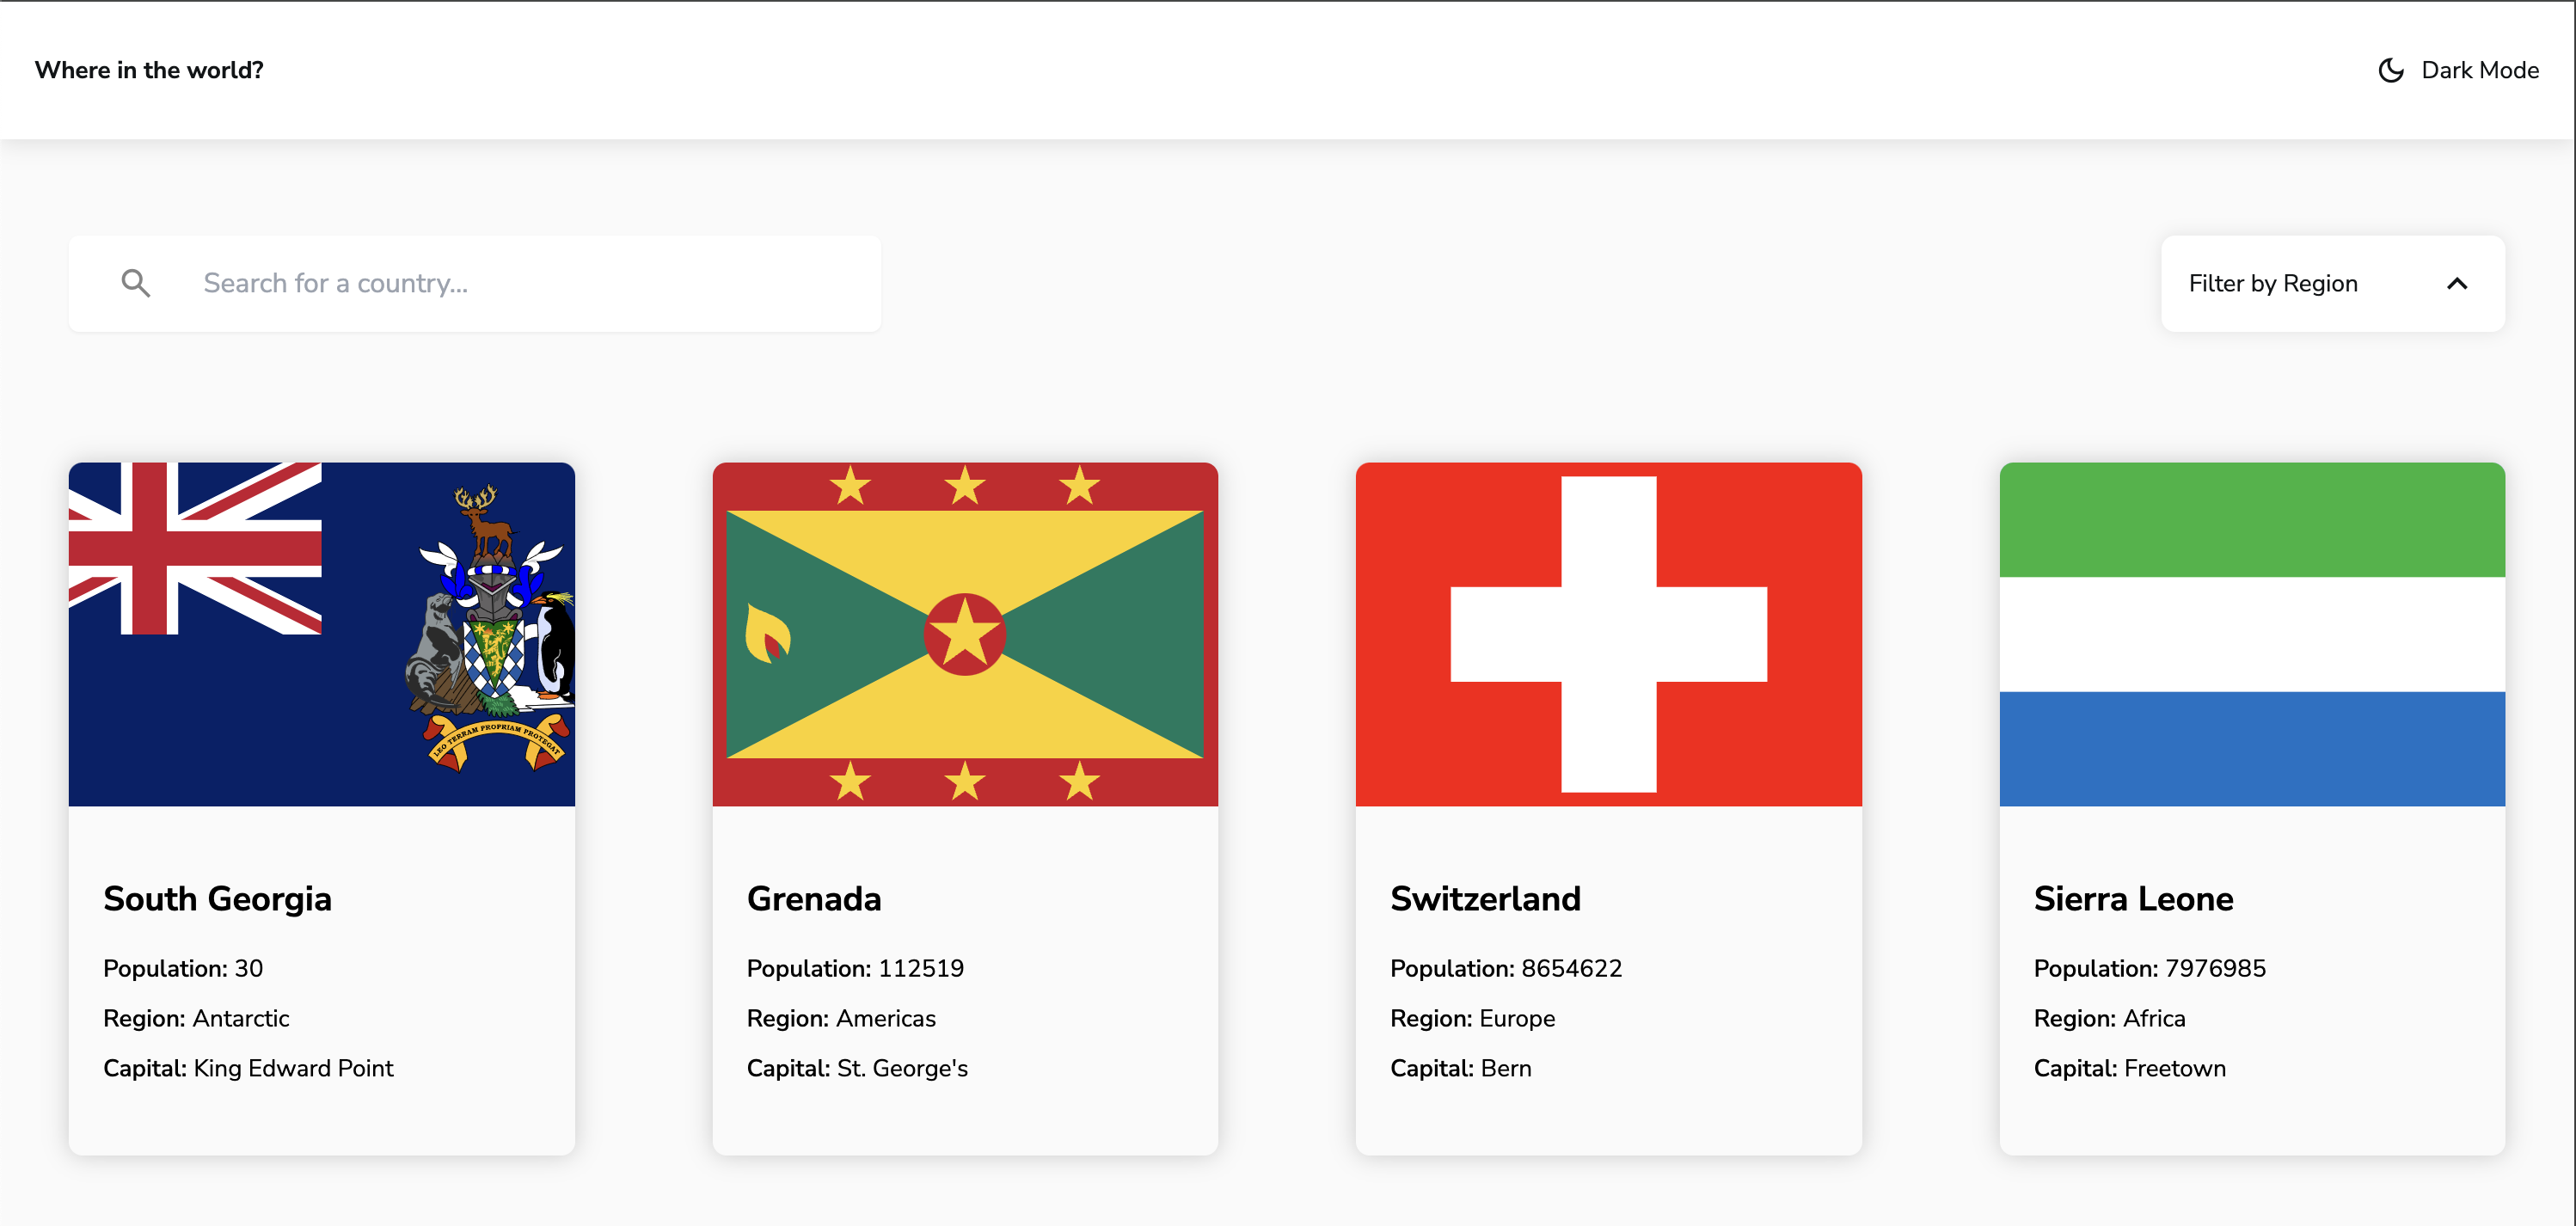 Where in the world?
Dark Mode
Search for a country...
Filter by Region
LEO TERRAM PROPRIAM PROTEGAT
South Georgia
Population: 30
Region: Antarctic
Capital: King Edward Point
Grenada
Population: 112519
Region: Americas
Capital: St. George's
Switzerland
Population: 8654622
Region: Europe
Capital: Bern
Sierra Leone
Population: 7976985
Region: Africa
Capital: Freetown